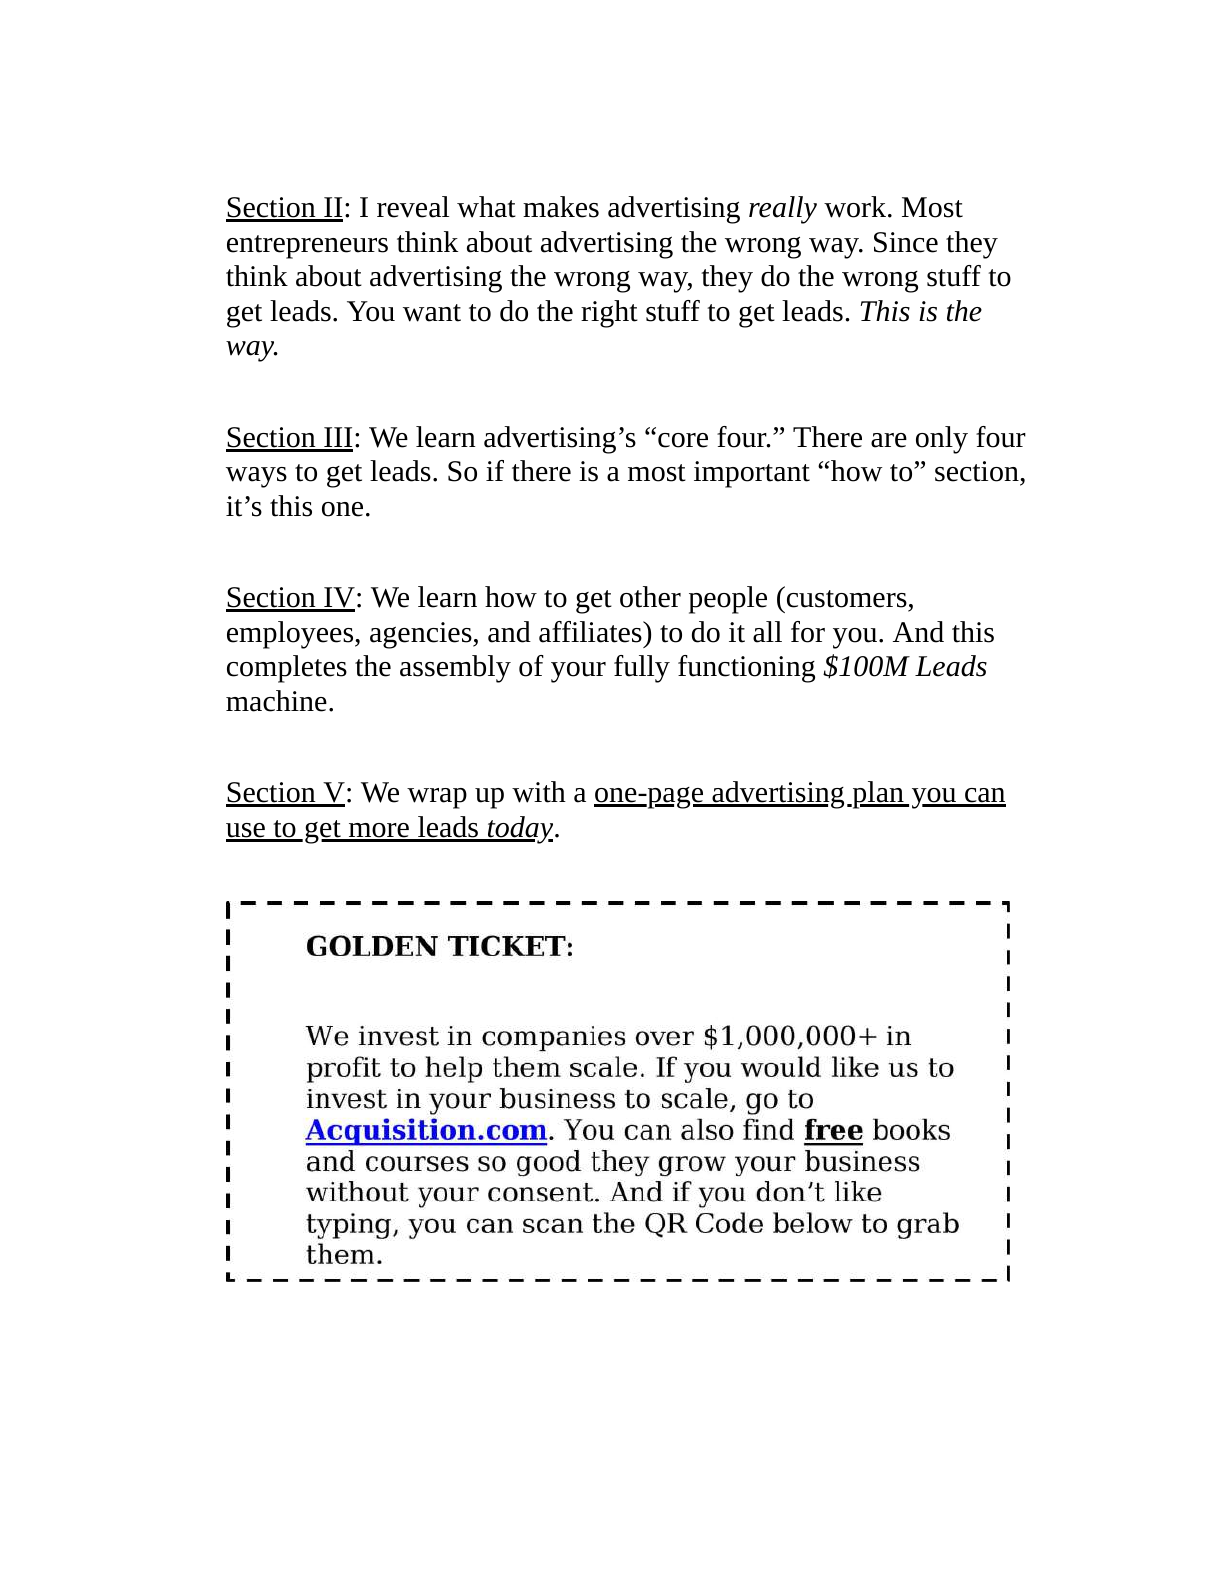 Section II: I reveal what makes advertising really work. Most
entrepreneurs think about advertising the wrong way. Since they
think about advertising the wrong way, they do the wrong stuff to
get leads. You want to do the right stuff to get leads. This is the
way.
Section III: We learn advertising’s “core four.” There are only four
ways to get leads. So if there is a most important “how to” section,
it’s this one.
Section IV: We learn how to get other people (customers,
employees, agencies, and affiliates) to do it all for you. And this
completes the assembly of your fully functioning $100M Leads
machine.
Section V: We wrap up with a one-page advertising plan you can
use to get more leads today.
GOLDEN TICKET:
We invest in companies over $1,000,000+ in
profit to help them scale. If you would like us to
invest in your business to scale, go to
Acquisition.com. You can also find free books
and courses so good they grow your business
without your consent. And if you don’t like
typing, you can scan the QR Code below to grab
them.